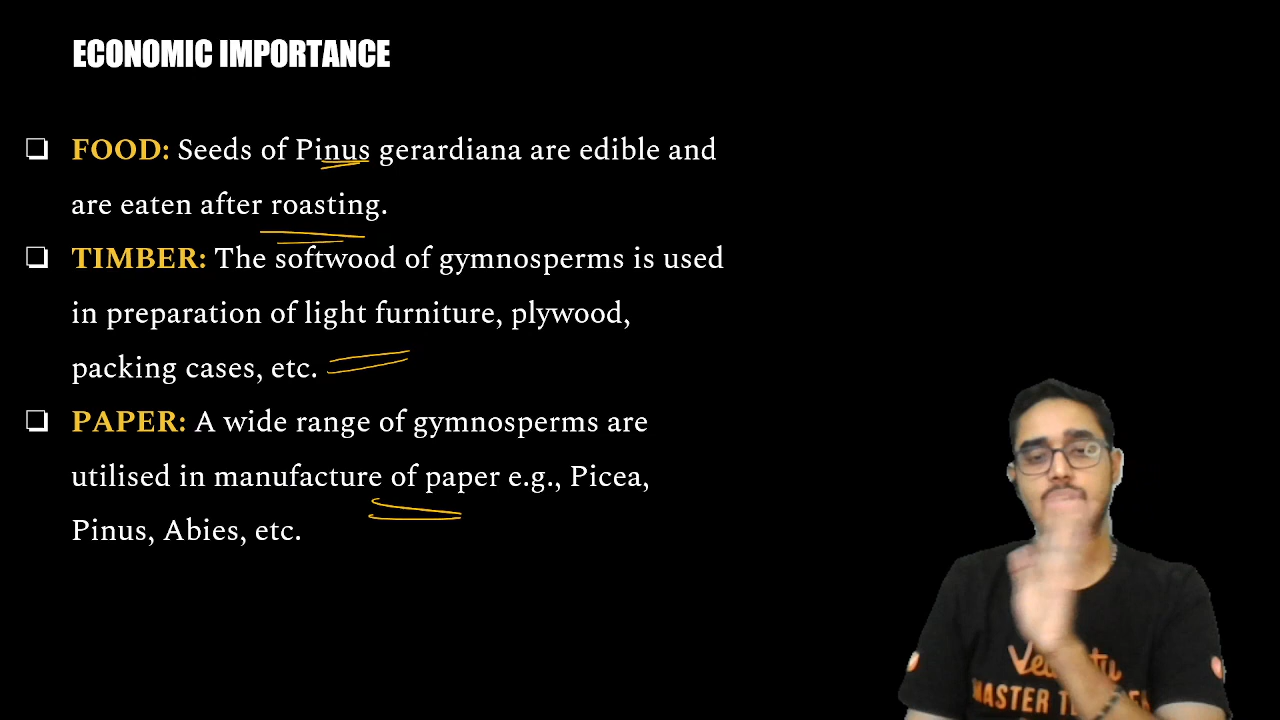 ECONOMIC IMPORTANCE
❏ FOOD: Seeds of Pinus gerardiana are edible and
are eaten after roasting.
❏ TIMBER: The softwood of gymnosperms is used
in preparation of light furniture, plywood,
packing cases, etc.
❏ PAPER: A wide range of gymnosperms are
utilised in manufacture of paper e.g., Picea,
Pinus, Abies, etc.
MASTER